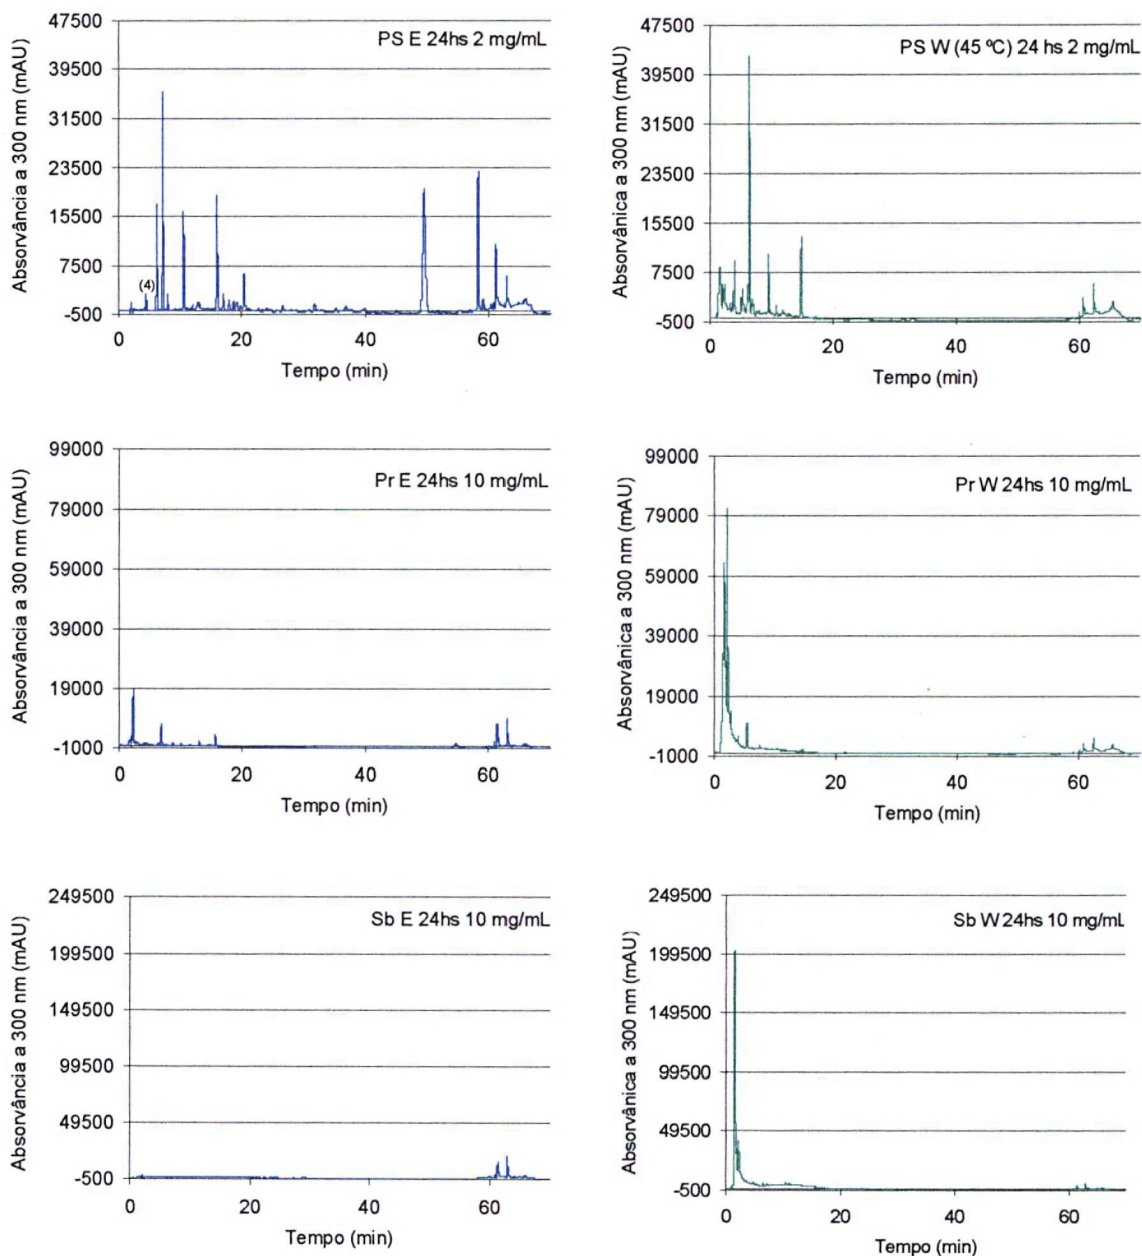 PS E 24hs 2 mg/mL
Absorvância a 300 nm (mAU)
47500
39500
31500
23500
15500
7500
-500
(4)
0 20 40 60
Tempo (min)
PS W (45 ºC) 24 hs 2 mg/mL
Absorvânica a 300 nm (mAU)
47500
39500
31500
23500
15500
7500
-500
0 20 40 60
Tempo (min)
Pr E 24hs 10 mg/mL
Absorvância a 300 nm (mAU)
99000
79000
59000
39000
19000
-1000
0 20 40 60
Tempo (min)
Pr W 24hs 10 mg/mL
Absorvânica a 300 nm (mAU)
99000
79000
59000
39000
19000
-1000
0 20 40 60
Tempo (min)
Sb E 24hs 10 mg/mL
Absorvância a 300 nm (mAU)
249500
199500
149500
99500
49500
-500
0 20 40 60
Tempo (min)
Sb W 24hs 10 mg/mL
Absorvânica a 300 nm (mAU)
249500
199500
149500
99500
49500
-500
0 20 40 60
Tempo (min)